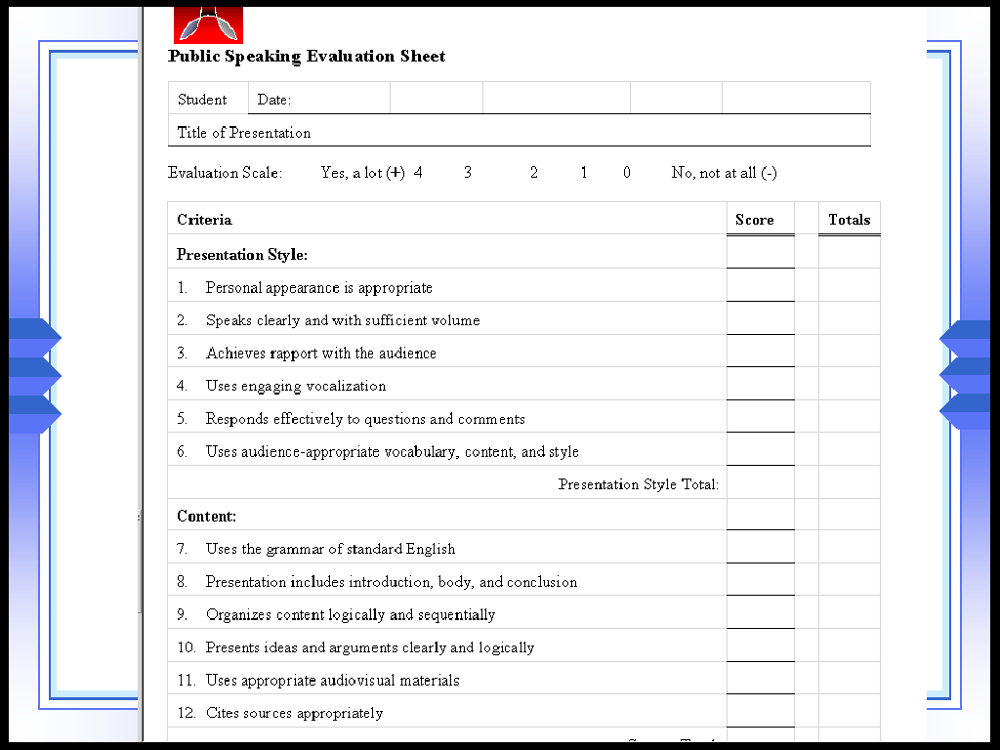 Public Speaking Evaluation Sheet
Student Date:
Title of Presentation
Evaluation Scale: Yes, a lot (+) 4 3 2 1 0 No, not at all (-)
Criteria Score Totals
Presentation Style:
1. Personal appearance is appropriate
2. Speaks clearly and with sufficient volume
3. Achieves rapport with the audience
4. Uses engaging vocalization
5. Responds effectively to questions and comments
6. Uses audience-appropriate vocabulary, content, and style
Presentation Style Total:
Content:
7. Uses the grammar of standard English
8. Presentation includes introduction, body, and conclusion
9. Organizes content logically and sequentially
10. Presents ideas and arguments clearly and logically
11. Uses appropriate audiovisual materials
12. Cites sources appropriately